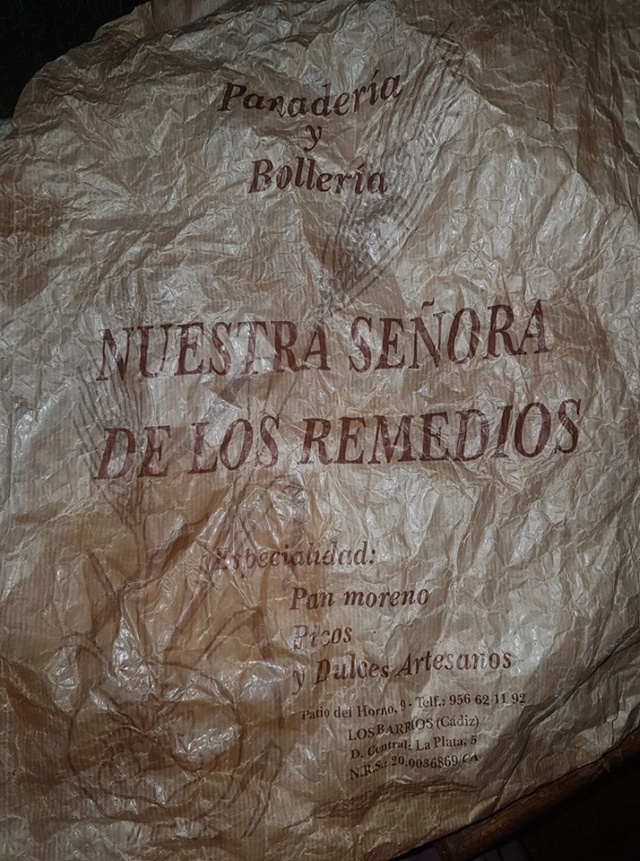 Panadería
y
Bollería
NUESTRA SEÑORA
DE LOS REMEDIOS
Especialidad:
Pan moreno
Picos
y Dulces Artesanos
Patio del Horno, 9 - Telf.: 956 62 11 92
LOS BARRIOS (Cádiz)
D. Central: La Plata, 5
N.R.S.: 20.0036869/CA